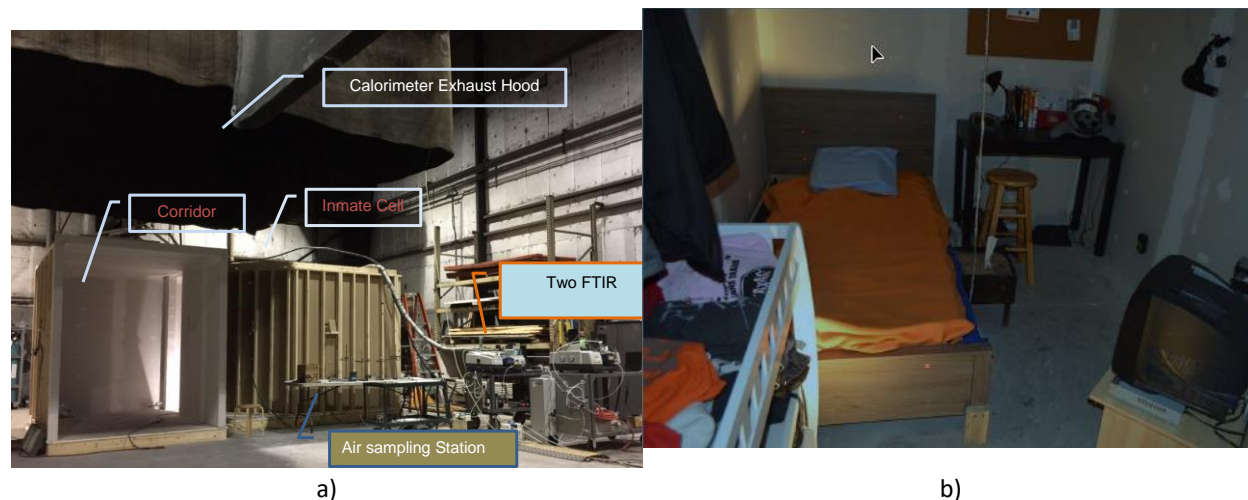 Calorimeter Exhaust Hood
Corridor
Inmate Cell
Two FTIR
Air sampling Station
a)
b)